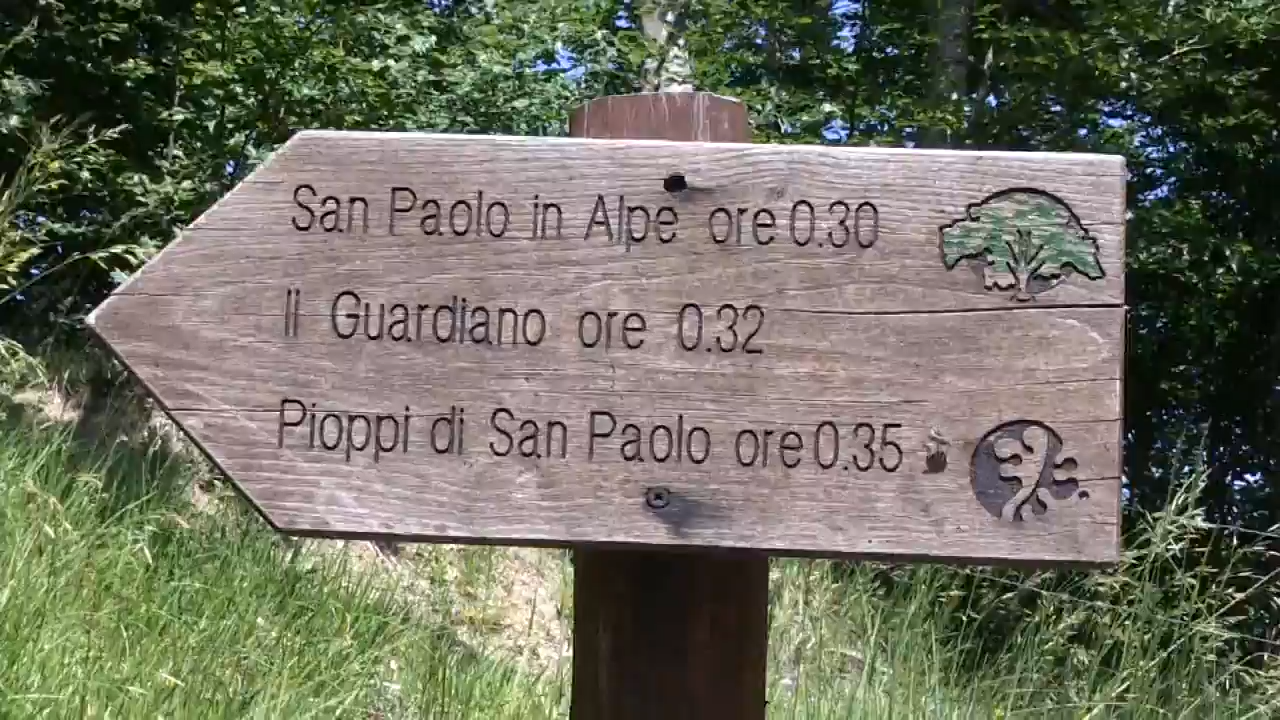 San Paolo in Alpe ore 0.30
Il Guardiano ore 0.32
Pioppi di San Paolo ore 0.35